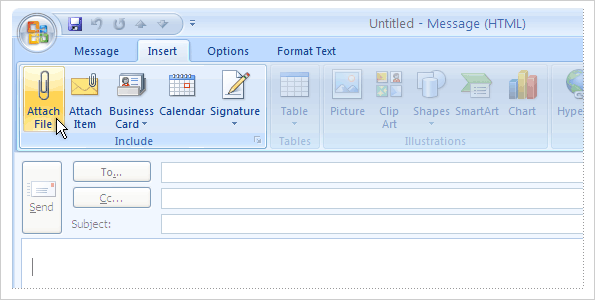 Untitled - Message (HTML)
Message Insert Options Format Text
Attach File
Attach Item
Business Card
Calendar
Signature
Table
Picture
Clip Art
Shapes
SmartArt
Chart
Include
Tables
Illustrations
To...
Cc...
Send
Subject: